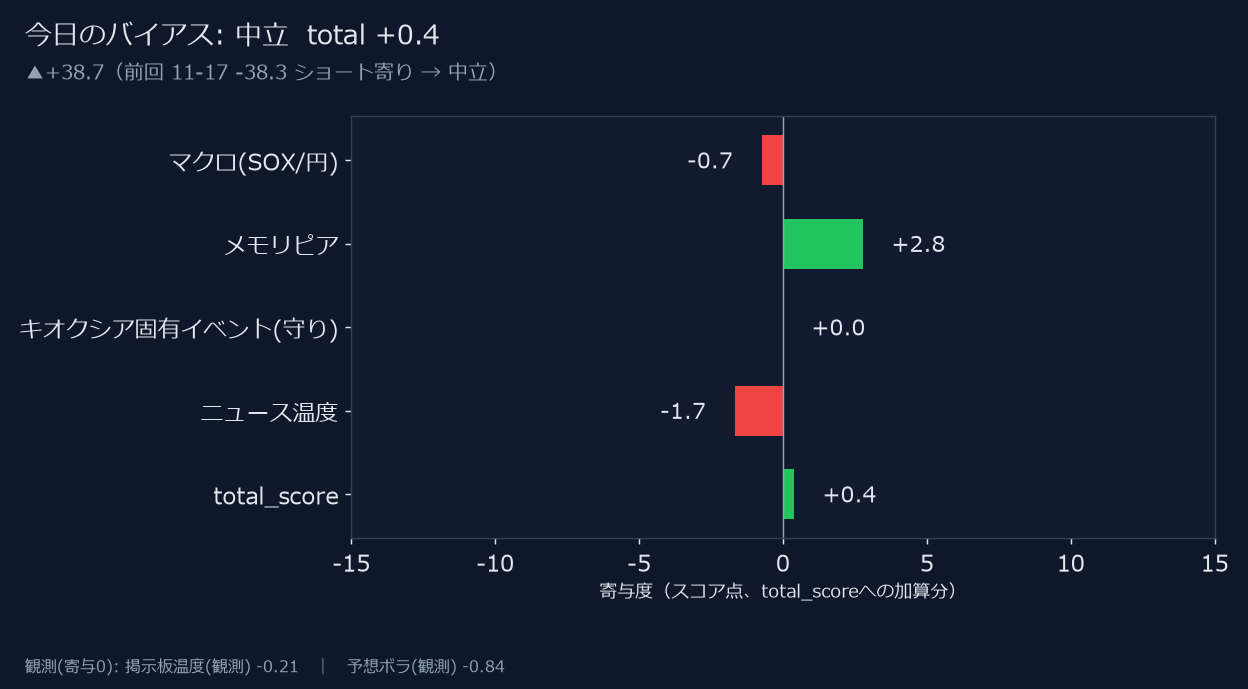 今日のバイアス: 中立  total +0.4
▲+38.7（前回 11-17 -38.3 ショート寄り → 中立）
マクロ(SOX/円)
-0.7
メモリピア
+2.8
キオクシア固有イベント(守り)
+0.0
ニュース温度
-1.7
total_score
+0.4
-15 -10 -5 0 5 10 15
寄与度（スコア点、total_scoreへの加算分）
観測(寄与0): 掲示板温度(観測) -0.21  ｜  予想ボラ(観測) -0.84